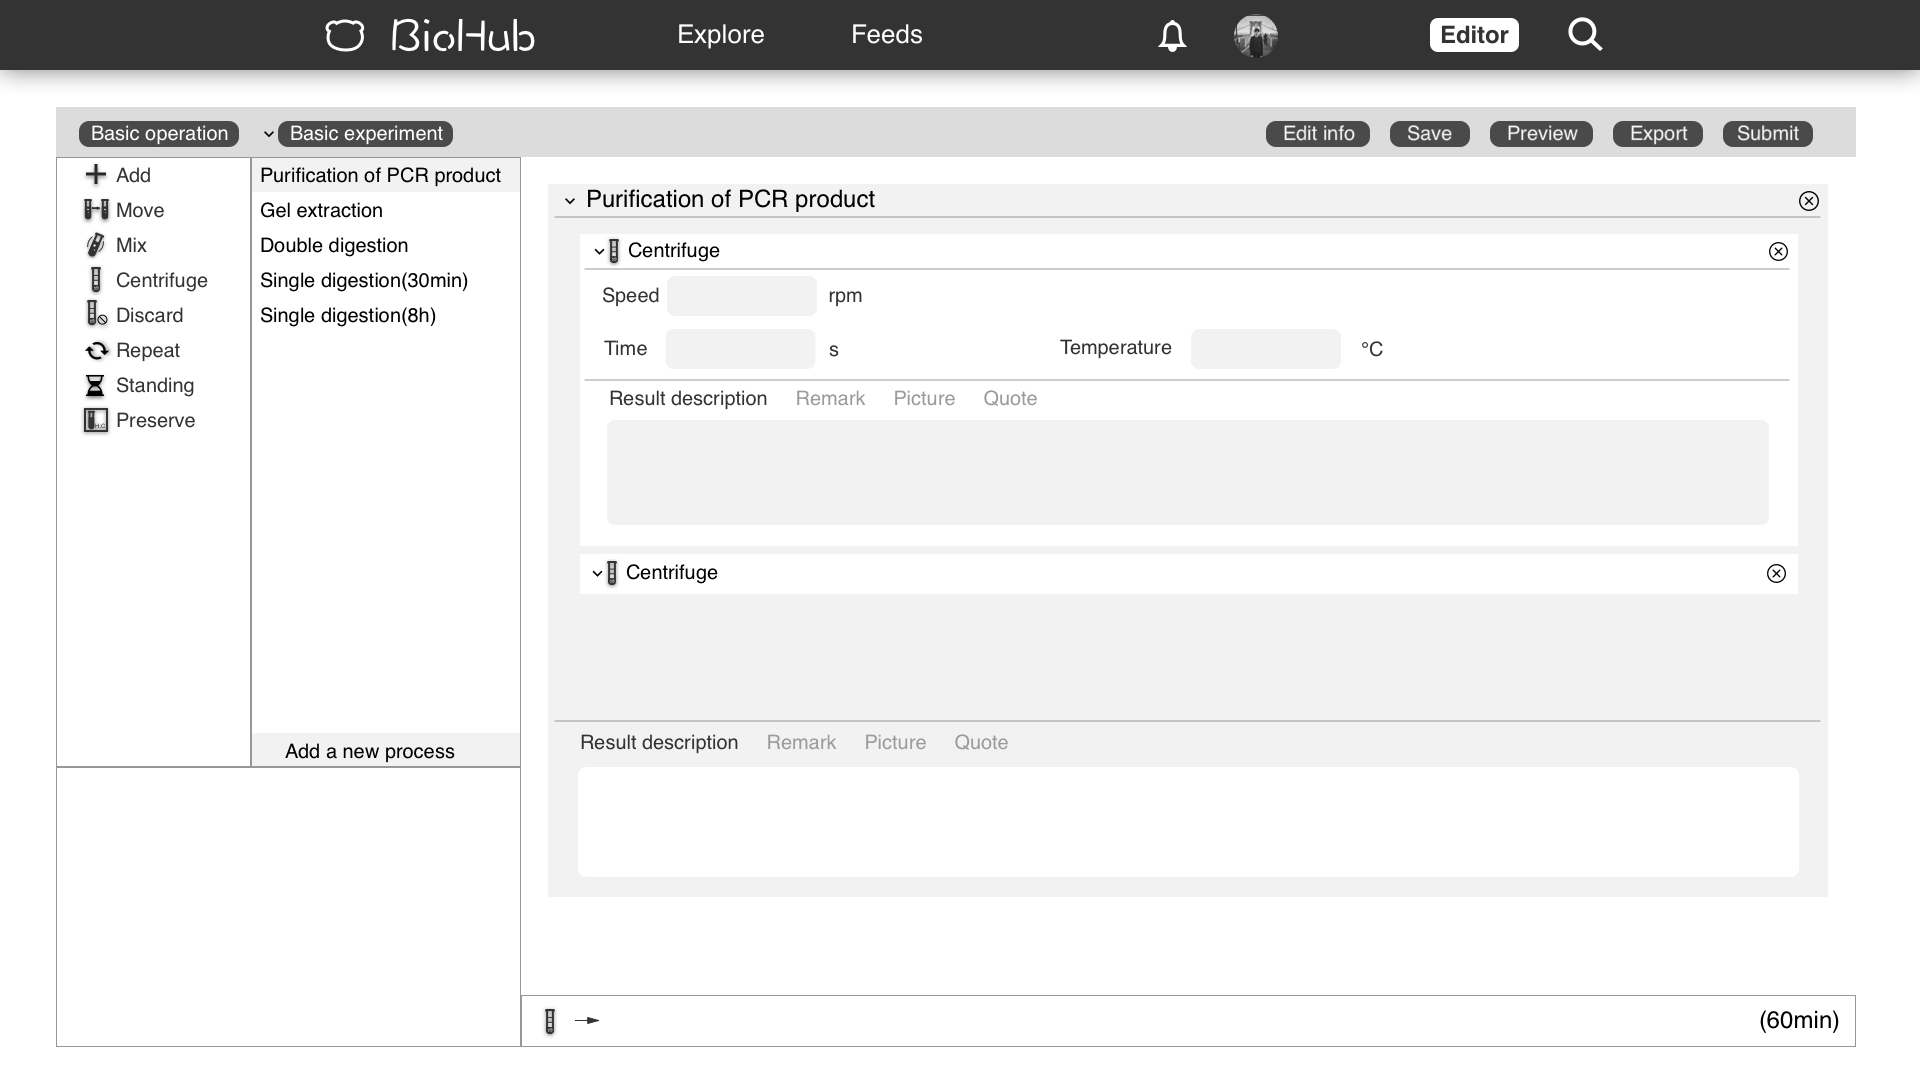 BioHub Explore Feeds Editor
Basic operation Basic experiment Edit info Save Preview Export Submit
Add
Move
Mix
Centrifuge
Discard
Repeat
Standing
Preserve
Purification of PCR product
Gel extraction
Double digestion
Single digestion(30min)
Single digestion(8h)
Add a new process
Purification of PCR product
Centrifuge
Speed rpm
Time s Temperature °C
Result description Remark Picture Quote
Centrifuge
Result description Remark Picture Quote
(60min)